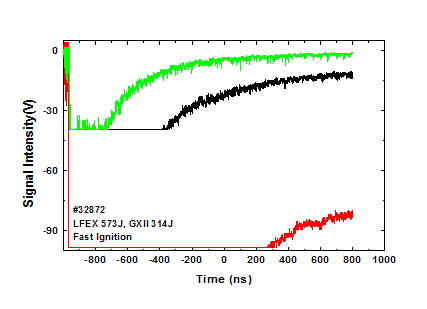 0
-30
-60
-90
Signal Intensity(V)
#32872
LFEX 573J, GXII 314J
Fast Ignition
-800 -600 -400 -200 0 200 400 600 800 1000
Time (ns)